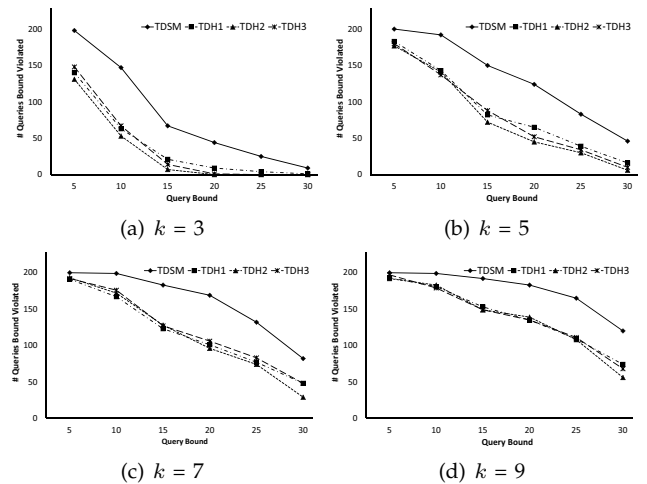 TDSM TDH1 TDH2 TDH3
# Queries Bound Violated
200
150
100
50
0
5 10 15 20 25 30
Query Bound
(a) k = 3
TDSM TDH1 TDH2 TDH3
# Queries Bound Violated
200
150
100
50
0
5 10 15 20 25 30
Query Bound
(b) k = 5
TDSM TDH1 TDH2 TDH3
# Queries Bound Violated
200
150
100
50
0
5 10 15 20 25 30
Query Bound
(c) k = 7
TDSM TDH1 TDH2 TDH3
# Queries Bound Violated
200
150
100
50
0
5 10 15 20 25 30
Query Bound
(d) k = 9